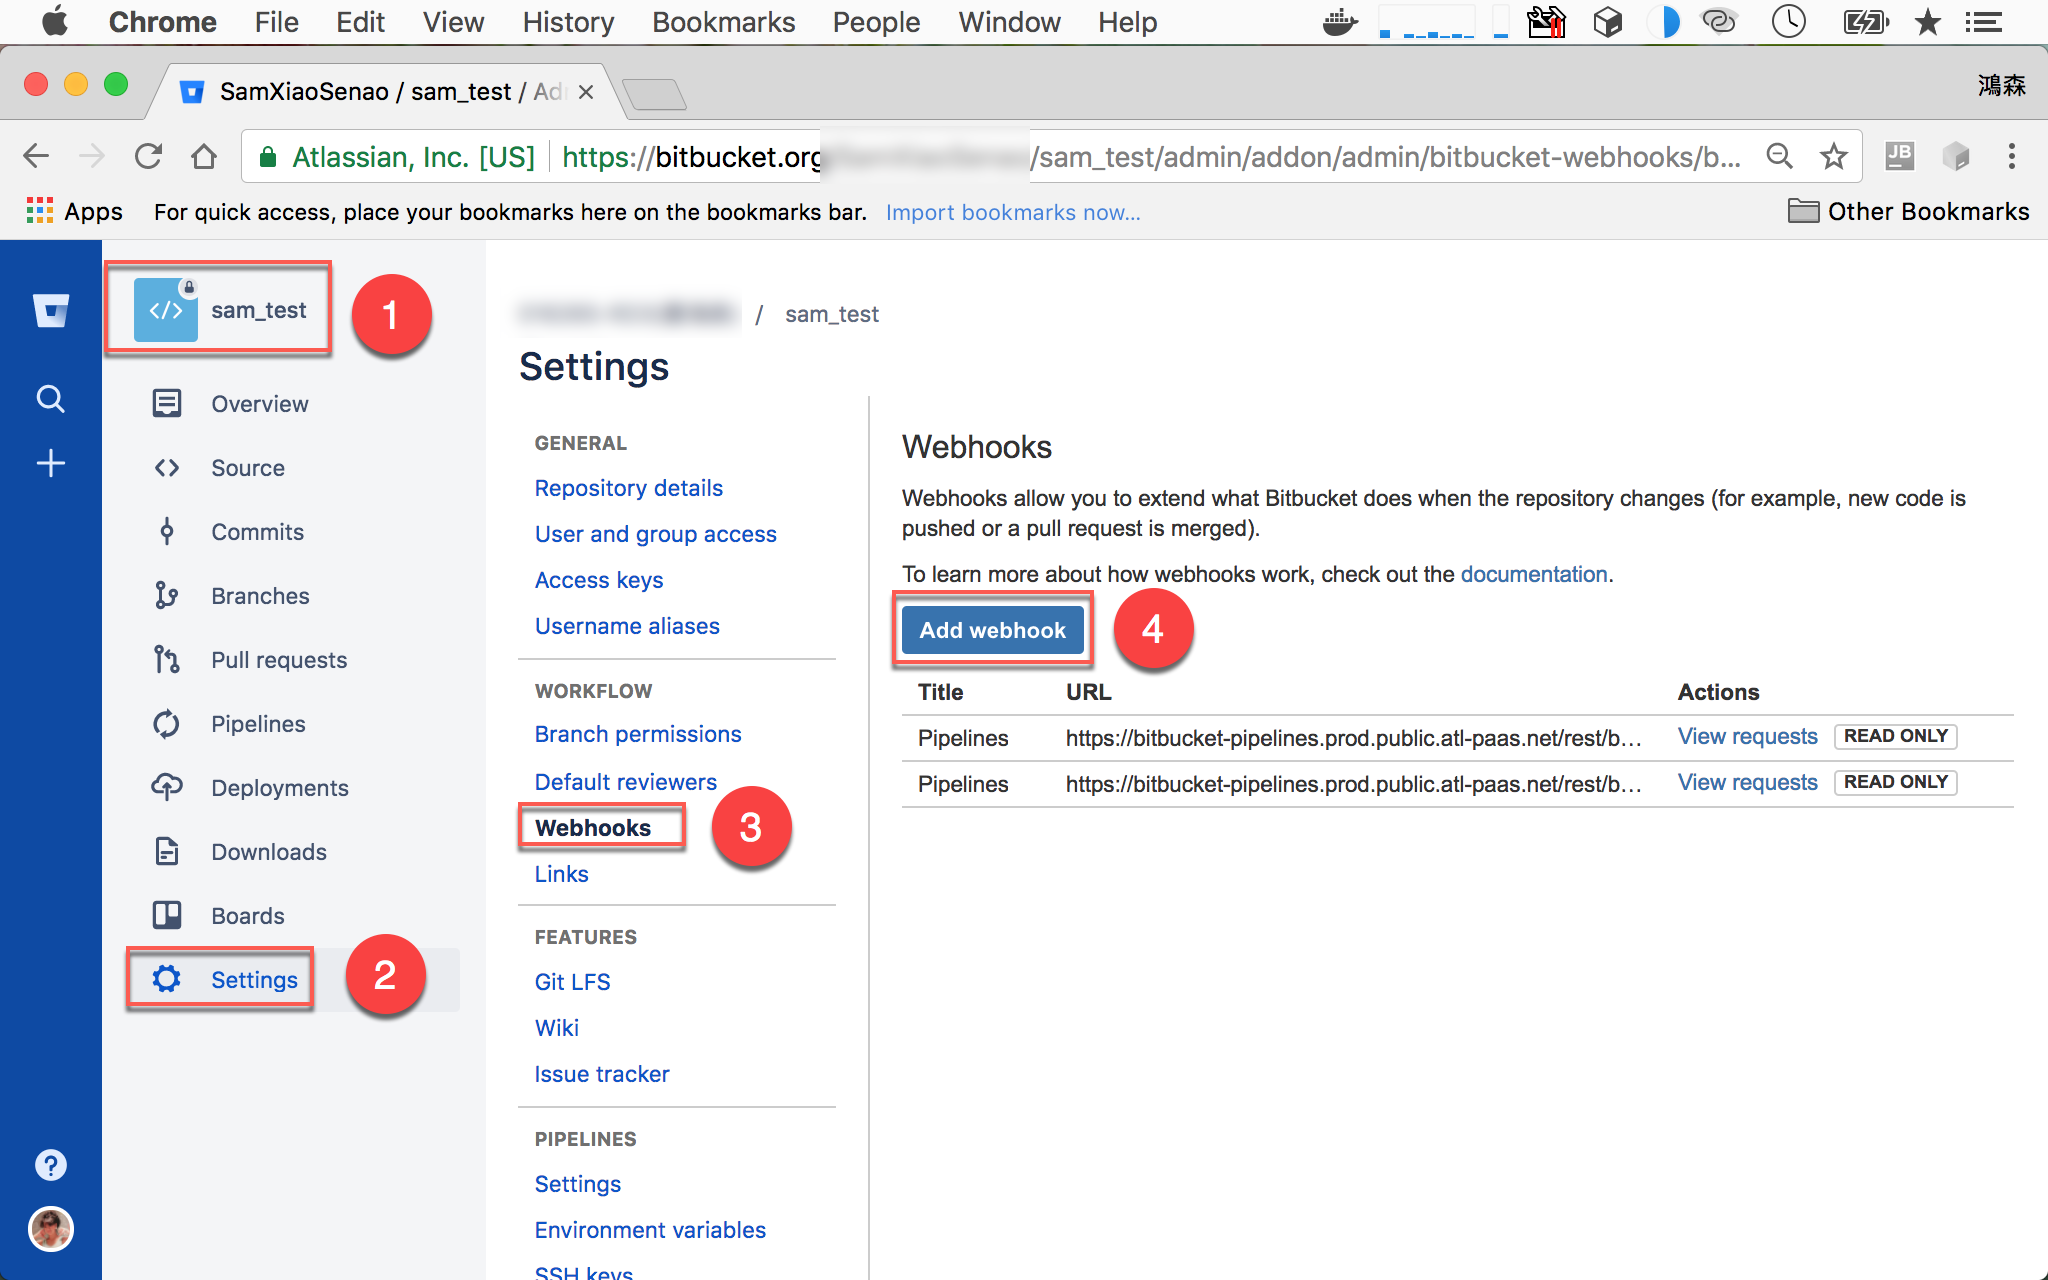 Chrome File Edit View History Bookmarks People Window Help
SamXiaoSenao / sam_test / Ad
鴻森
Atlassian, Inc. [US] https://bitbucket.org /sam_test/admin/addon/admin/bitbucket-webhooks/b...
JB
Apps For quick access, place your bookmarks here on the bookmarks bar. Import bookmarks now... Other Bookmarks
sam_test
1
Overview
Source
Commits
Branches
Pull requests
Pipelines
Deployments
Downloads
Boards
Settings
2
/ sam_test
Settings
GENERAL
Repository details
User and group access
Access keys
Username aliases
WORKFLOW
Branch permissions
Default reviewers
Webhooks
3
Links
FEATURES
Git LFS
Wiki
Issue tracker
PIPELINES
Settings
Environment variables
SSH keys
Webhooks
Webhooks allow you to extend what Bitbucket does when the repository changes (for example, new code is
pushed or a pull request is merged).
To learn more about how webhooks work, check out the documentation.
Add webhook
4
Title URL Actions
Pipelines https://bitbucket-pipelines.prod.public.atl-paas.net/rest/b... View requests READ ONLY
Pipelines https://bitbucket-pipelines.prod.public.atl-paas.net/rest/b... View requests READ ONLY